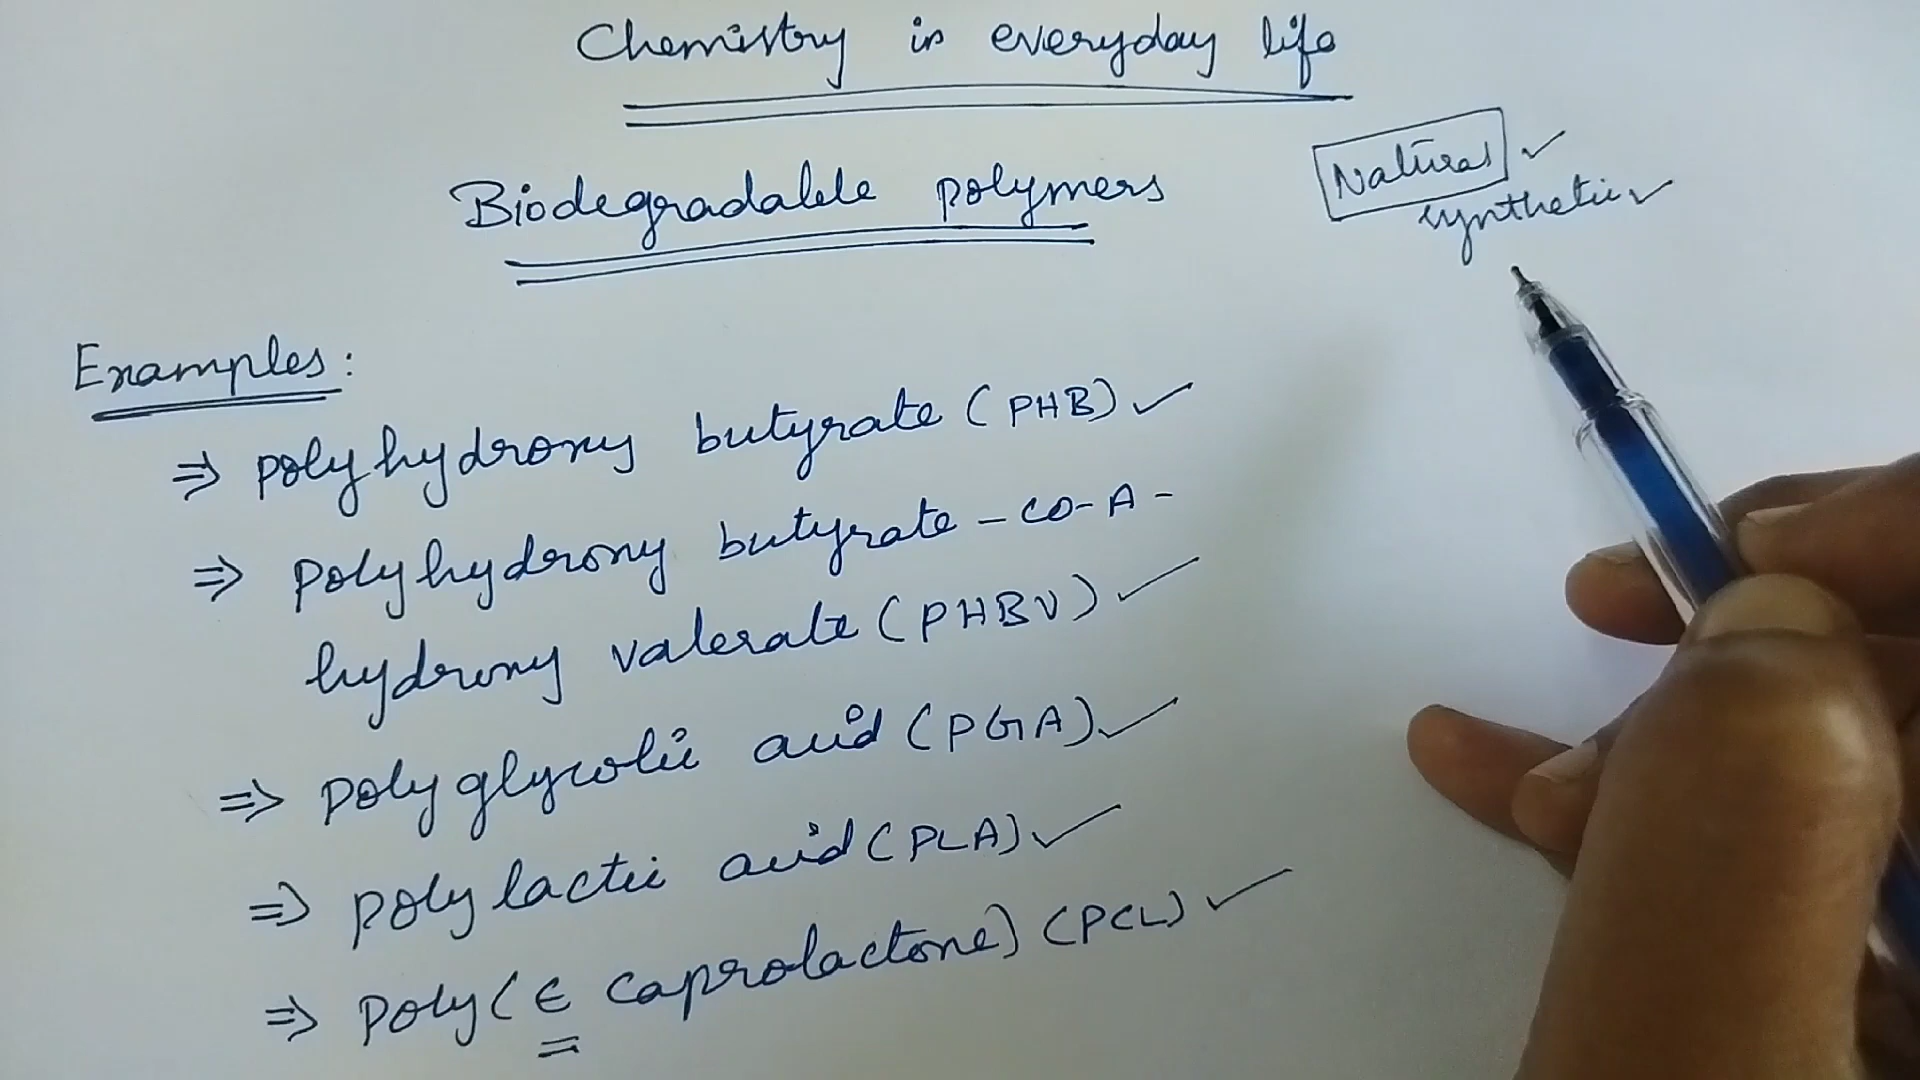 Chemistry in everyday life
Biodegradable polymers
Natural ✓
synthetic ✓
Examples:
⇒ polyhydroxy butyrate (PHB) ✓
⇒ polyhydroxy butyrate - co - A -
hydroxy valerate (PHBV) ✓
⇒ polyglycolic acid (PGA) ✓
⇒ polylactic acid (PLA) ✓
⇒ poly(ε caprolactone) (PCL) ✓